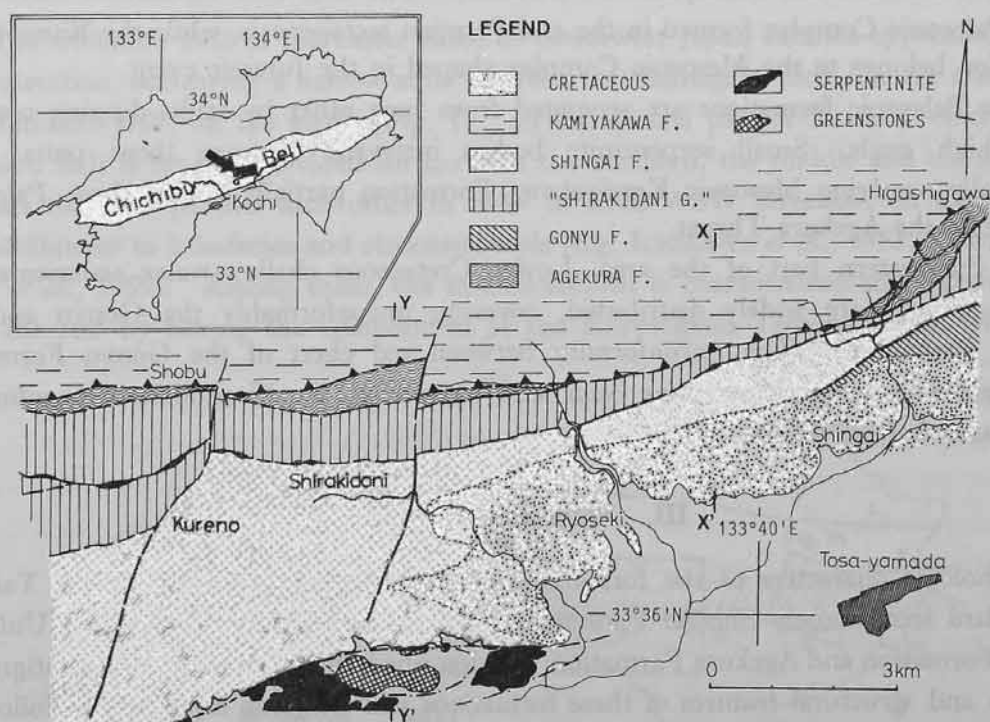 133°E
134°E
34°N
Chichibu Belt
Kochi
33°N
LEGEND
CRETACEOUS
KAMIYAKAWA F.
SHINGAI F.
"SHIRAKIDANI G.
GONYU F.
AGEKURA F.
SERPENTINITE
GREENSTONES
N
Higashigawa
X
Y
Shobu
Shingai
Shirakidani
Kureno
Ryoseki
X'
133°40'E
Tosa-yamada
33°36'N
0 3km
Y'